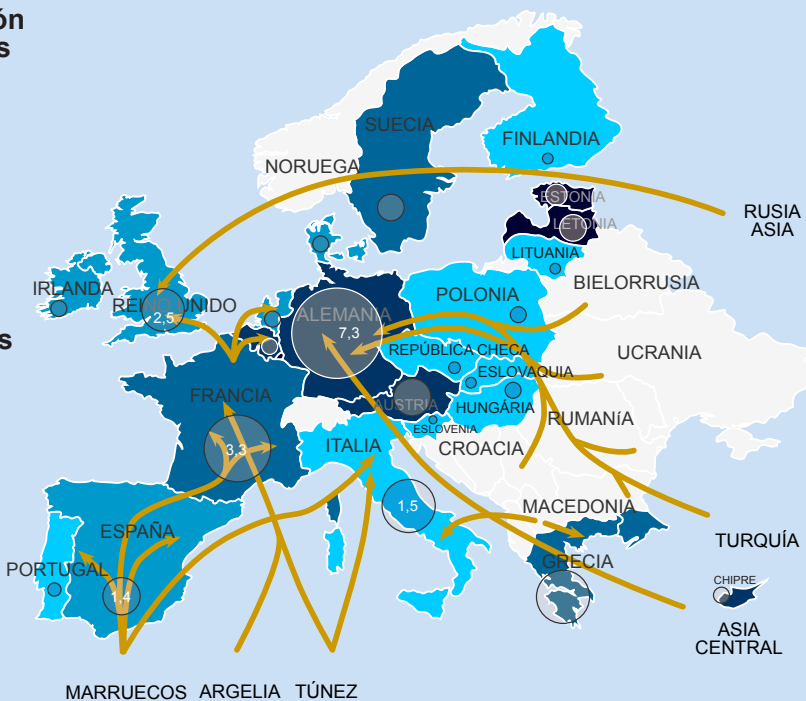 ón
s
s
SUECIA
FINLANDIA
NORUEGA
ESTONIA
LETONIA
RUSIA
ASIA
LITUANIA
IRLANDA
REINO UNIDO
2,5
ALEMANIA
7,3
POLONIA
BIELORRUSIA
REPÚBLICA CHECA
ESLOVAQUIA
UCRANIA
FRANCIA
AUSTRIA
HUNGÁRIA
RUMANíA
ESLOVENIA
3,3
ITALIA
CROACIA
1,5
MACEDONIA
ESPAÑA
TURQUÍA
PORTUGAL
GRECIA
1,4
CHIPRE
ASIA
CENTRAL
MARRUECOS
ARGELIA
TÚNEZ